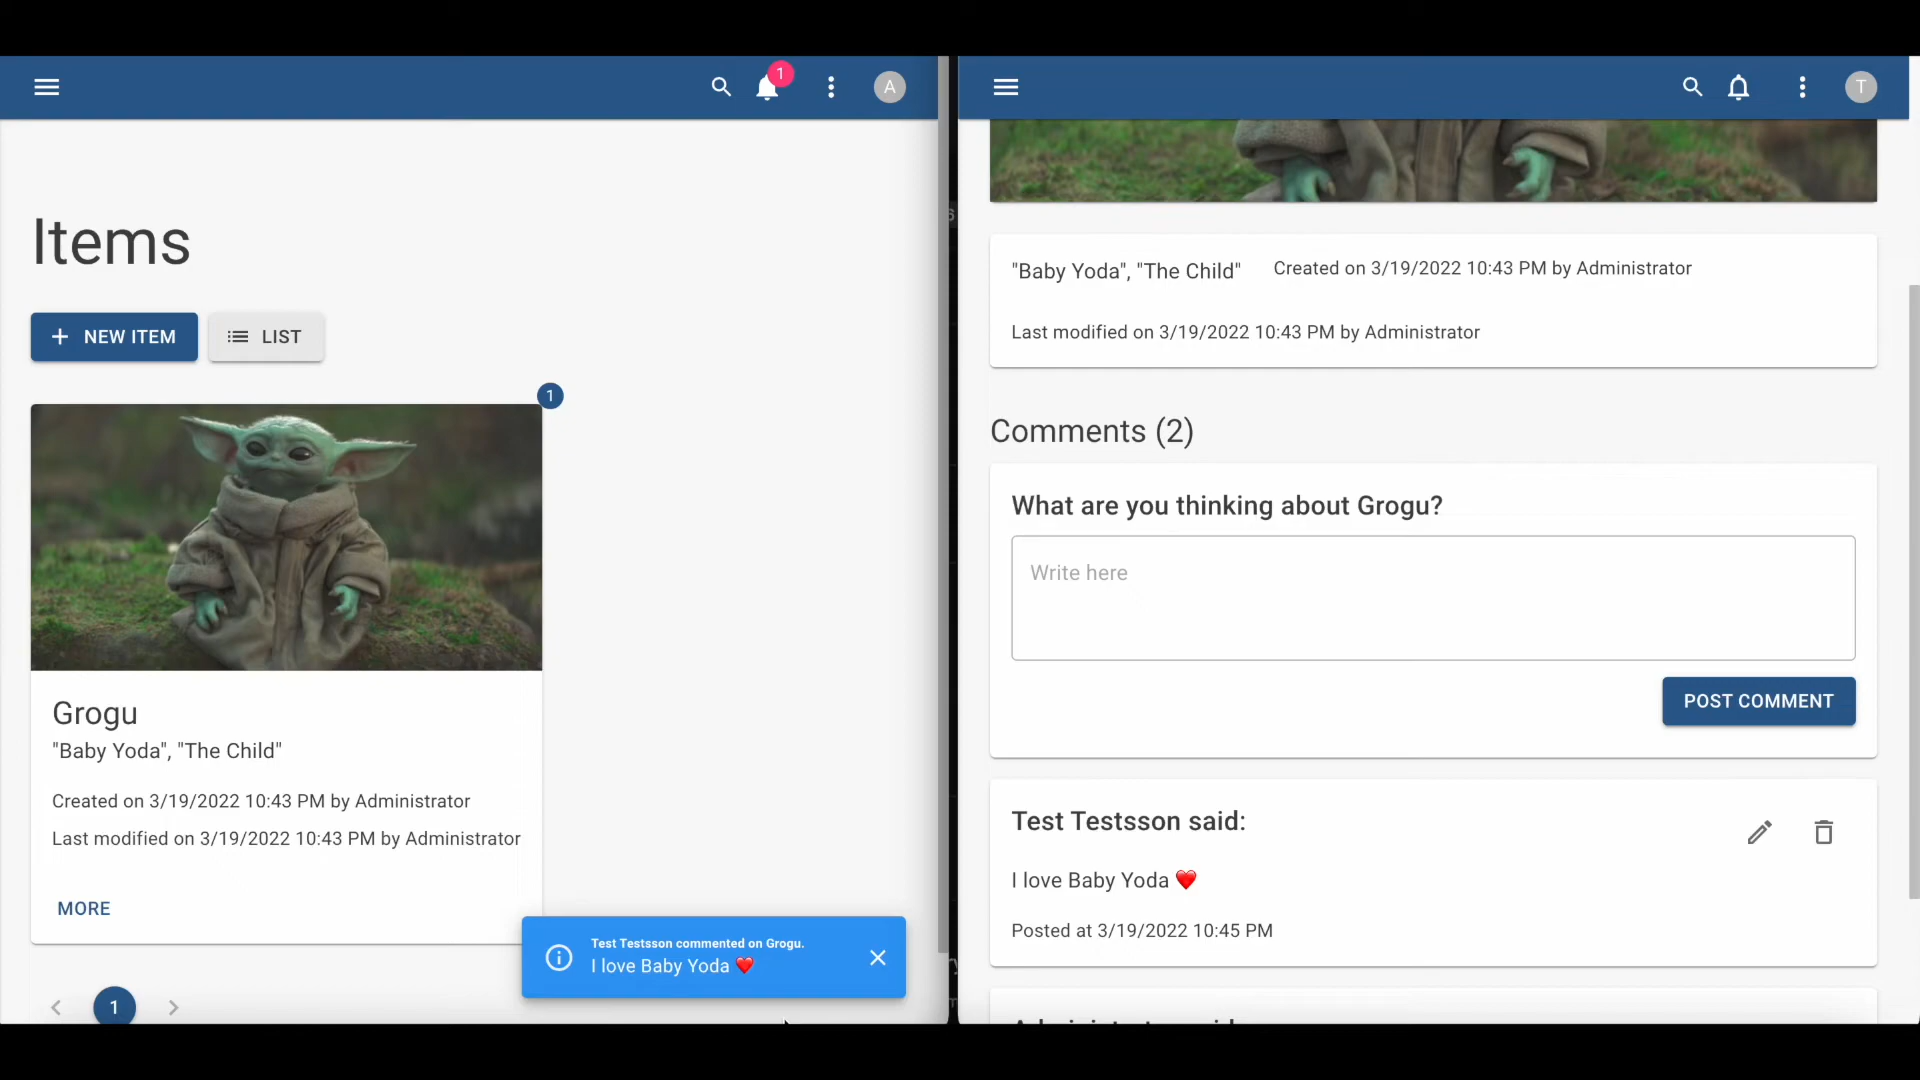 1
A
Items
+ NEW ITEM
LIST
1
Grogu
"Baby Yoda", "The Child"
Created on 3/19/2022 10:43 PM by Administrator
Last modified on 3/19/2022 10:43 PM by Administrator
MORE
Test Testsson commented on Grogu.
I love Baby Yoda ❤️
1
T
"Baby Yoda", "The Child"
Created on 3/19/2022 10:43 PM by Administrator
Last modified on 3/19/2022 10:43 PM by Administrator
Comments (2)
What are you thinking about Grogu?
Write here
POST COMMENT
Test Testsson said:
I love Baby Yoda ❤️
Posted at 3/19/2022 10:45 PM